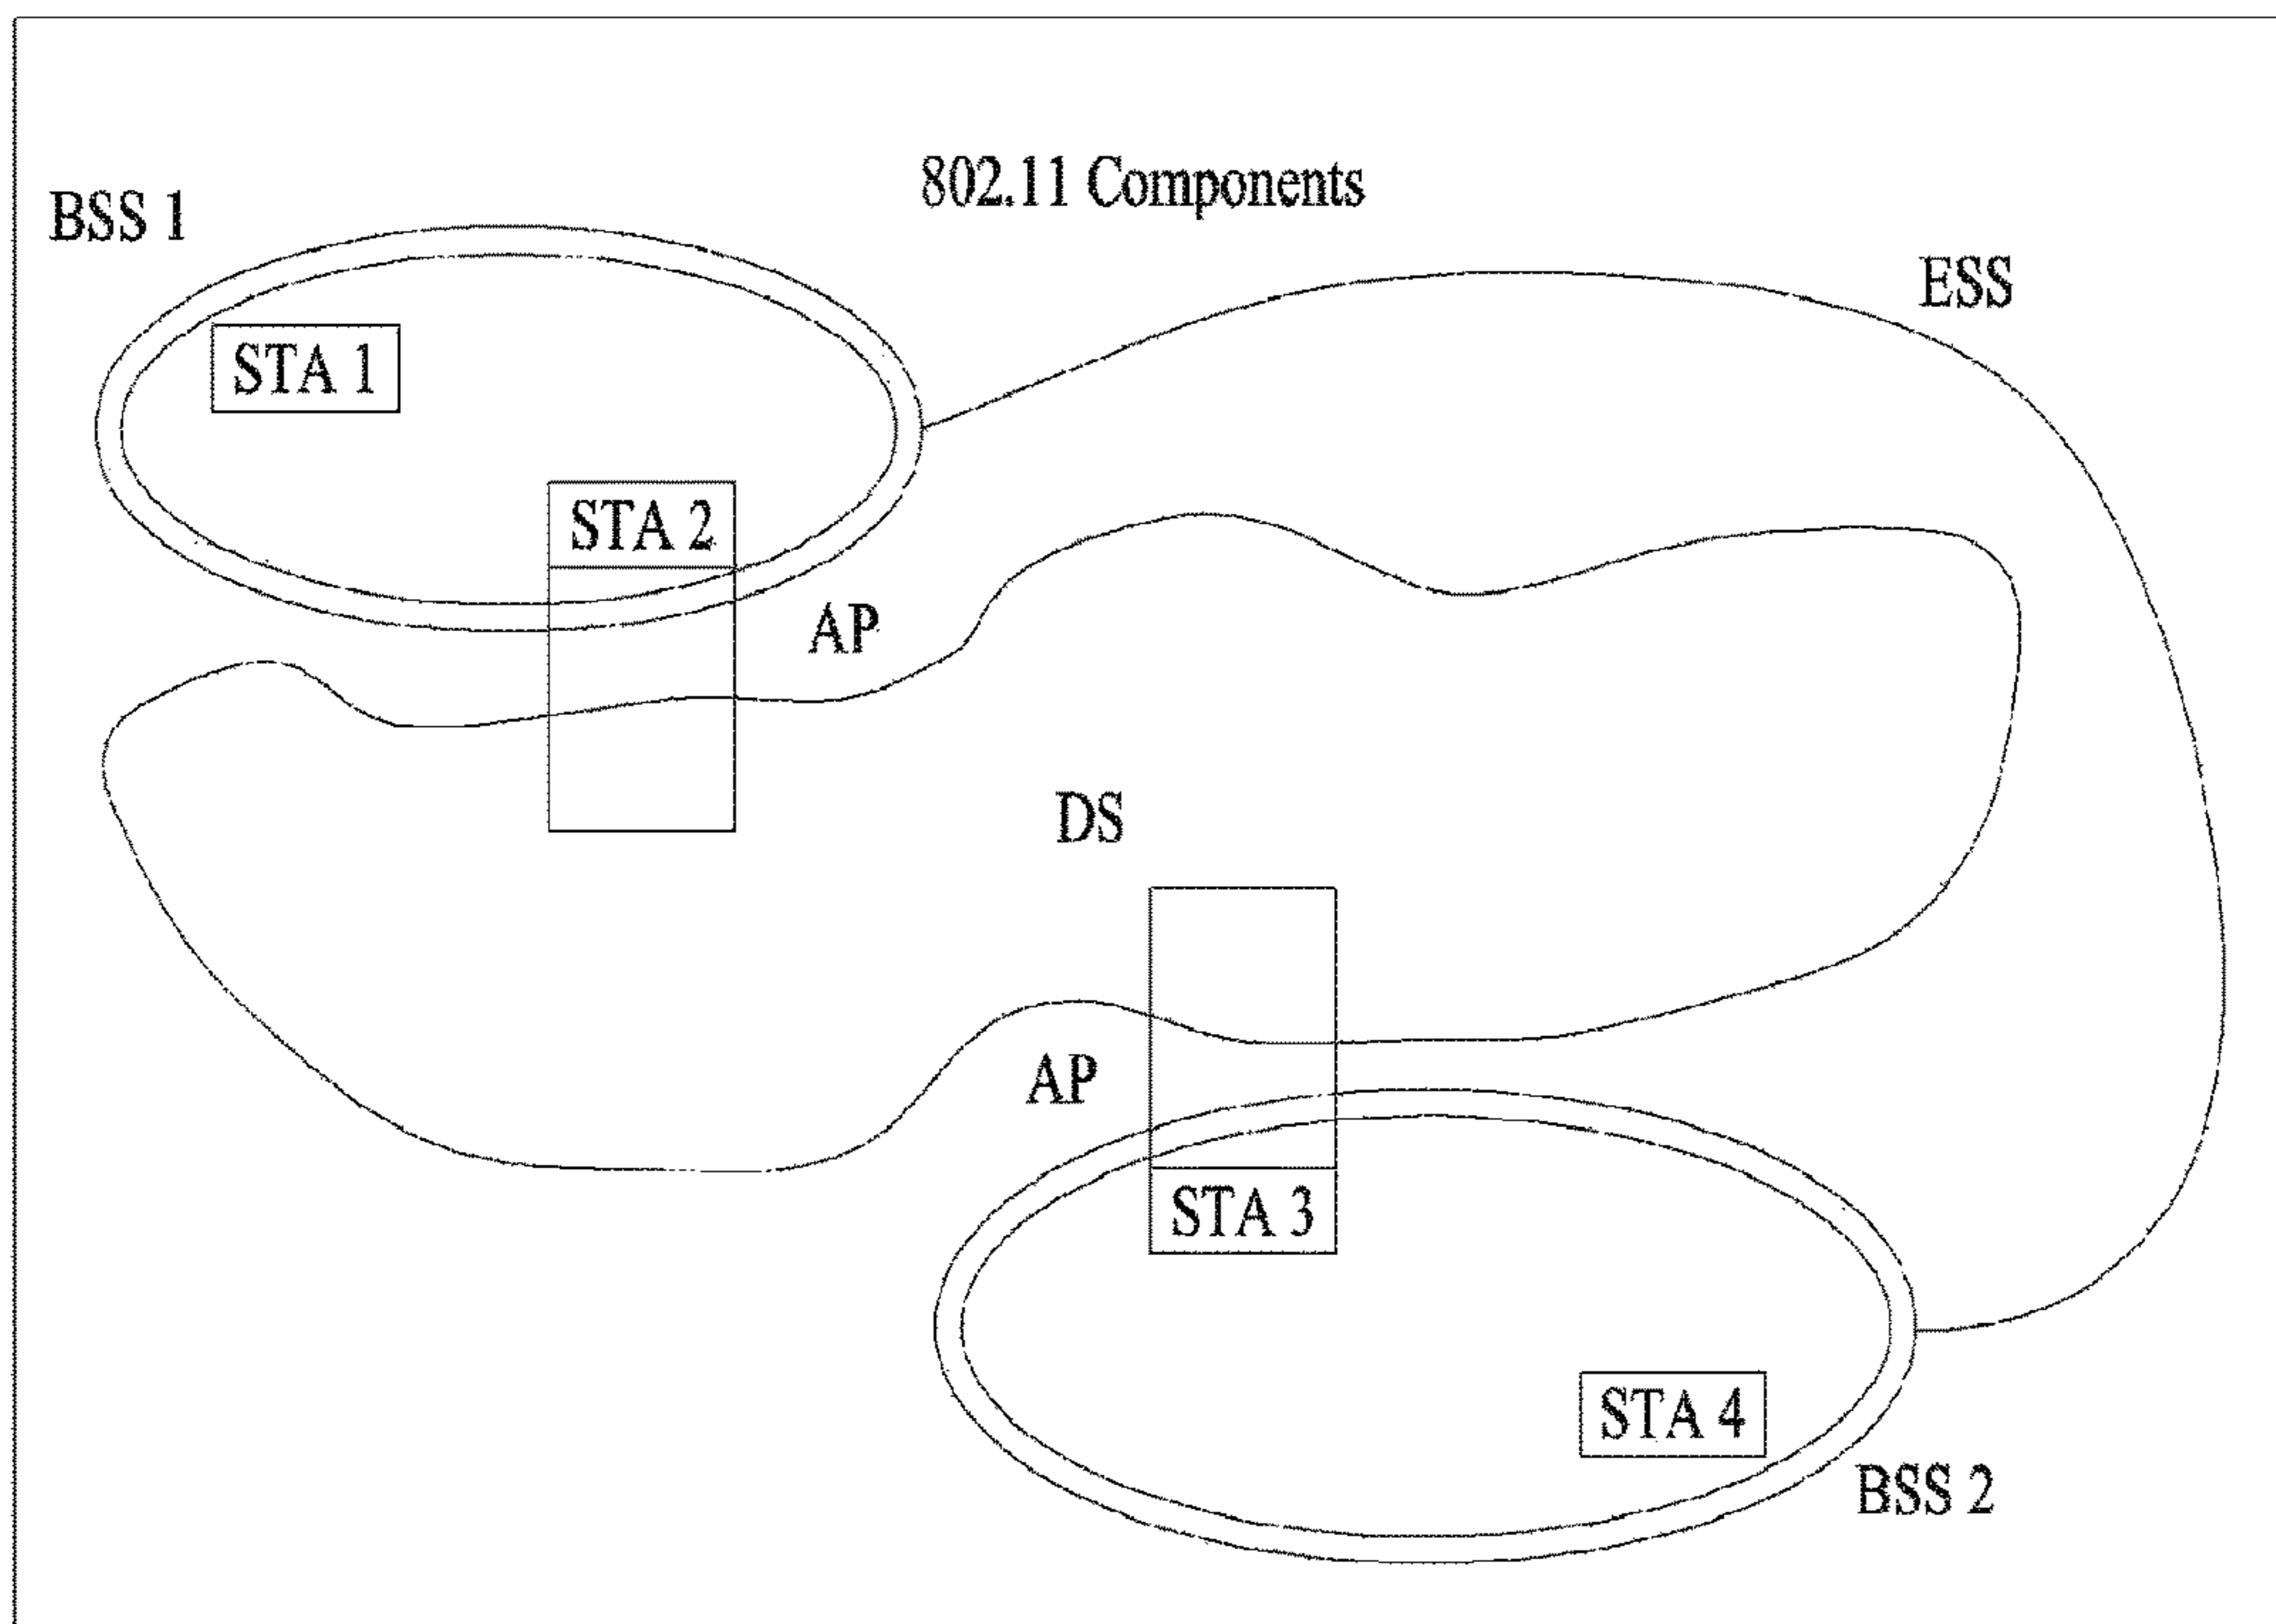 802.11 Components
BSS 1
ESS
STA 1
STA 2
AP
DS
AP
STA 3
STA 4
BSS 2